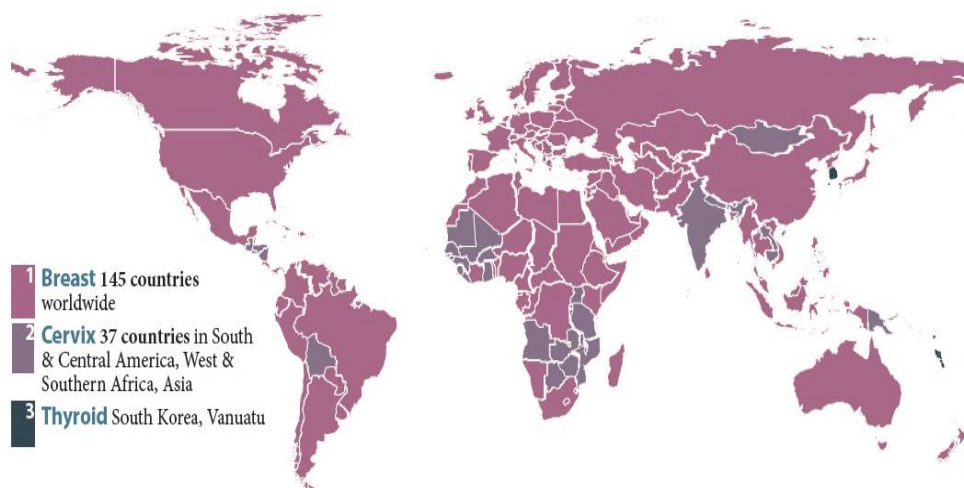 1 Breast 145 countries
worldwide
2 Cervix 37 countries in South
& Central America, West &
Southern Africa, Asia
3 Thyroid South Korea, Vanuatu